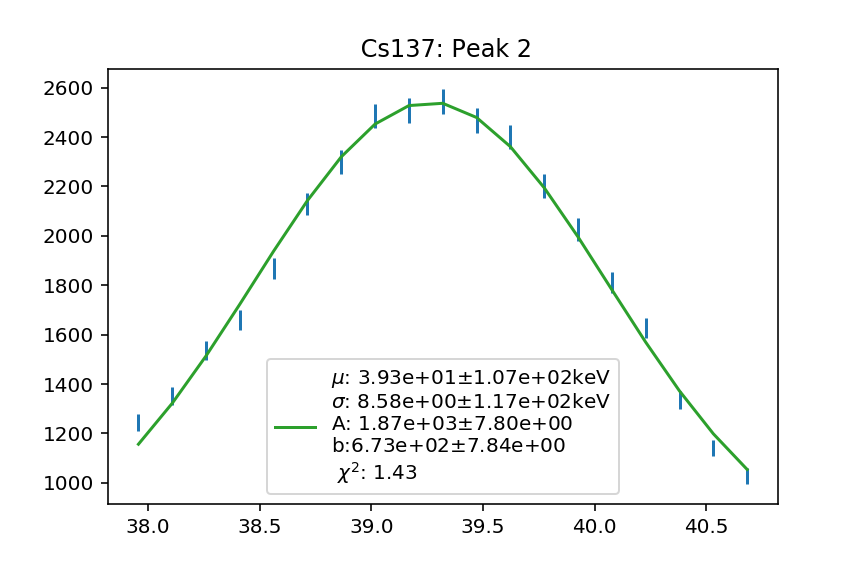 Cs137: Peak 2
2600
2400
2200
2000
1800
1600
1400
1200
1000
μ: 3.93e+01±1.07e+02keV
σ: 8.58e+00±1.17e+02keV
A: 1.87e+03±7.80e+00
b:6.73e+02±7.84e+00
χ²: 1.43
38.0 38.5 39.0 39.5 40.0 40.5